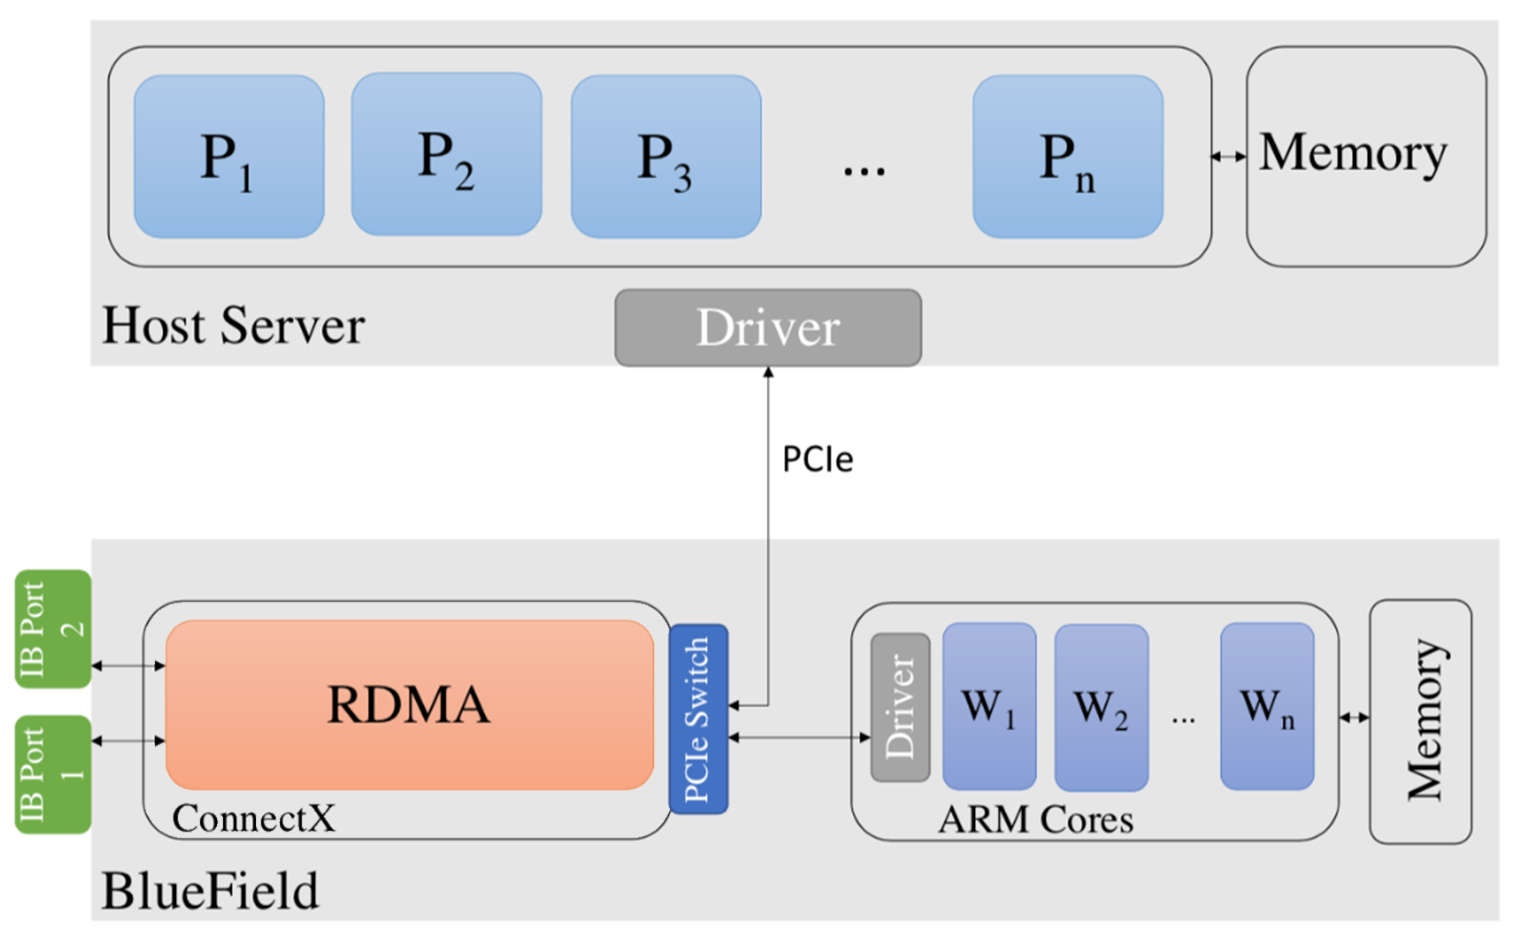 P1 P2 P3 ... Pn Memory
Host Server
Driver
PCIe
IB Port 2
IB Port 1
RDMA
ConnectX
PCIe Switch
Driver
W1 W2 ... Wn
ARM Cores
Memory
BlueField